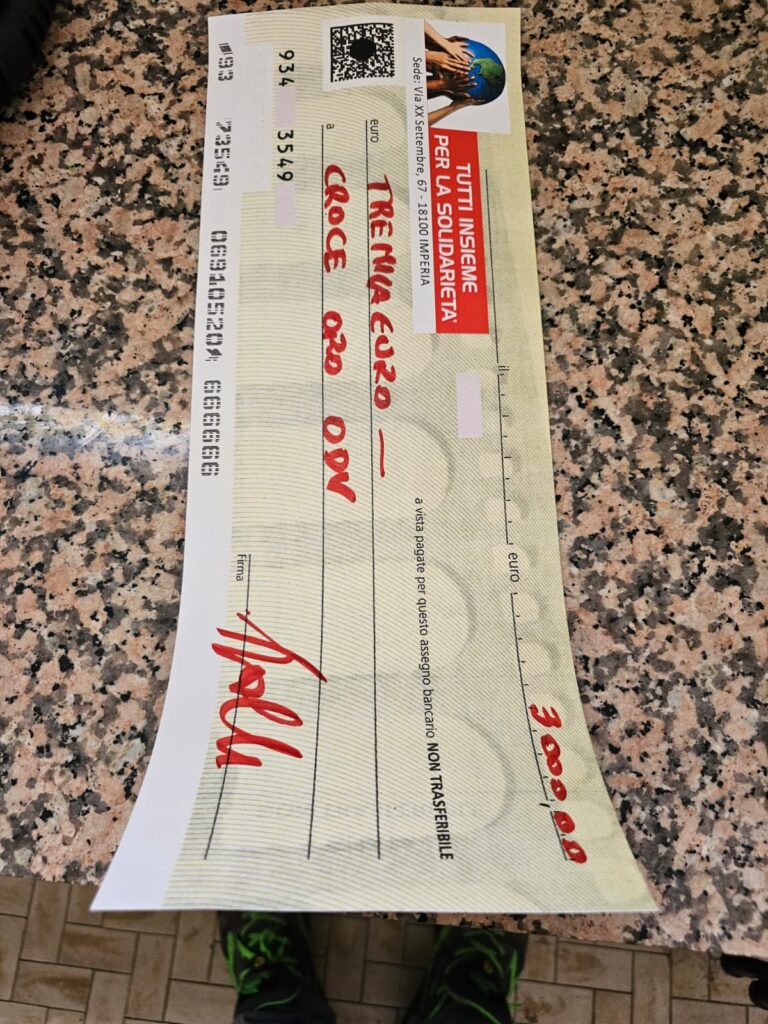 TUTTI INSIEME
PER LA SOLIDARIETA'
Sede: Via XX Settembre, 67 - 18100 IMPERIA
il
euro 3000,00
a vista pagate per questo assegno bancario NON TRASFERIBILE
euro TREMILA EURO —
a CROCE ORO ODV
934 3549
Firma